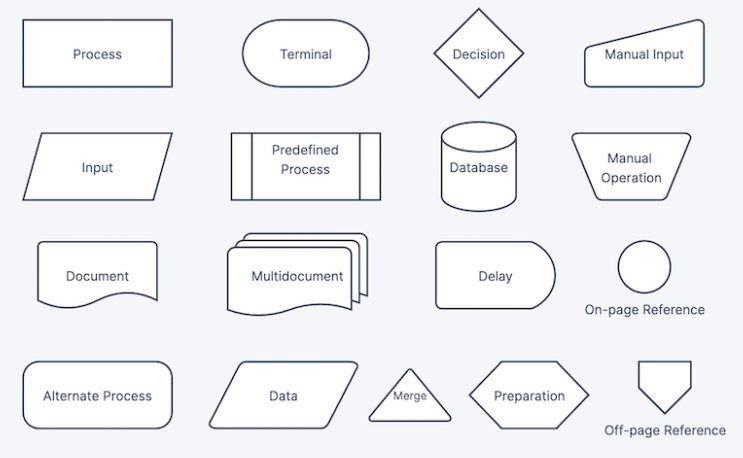 Process
Terminal
Decision
Manual Input
Input
Predefined
Process
Database
Manual
Operation
Document
Multidocument
Delay
On-page Reference
Alternate Process
Data
Merge
Preparation
Off-page Reference